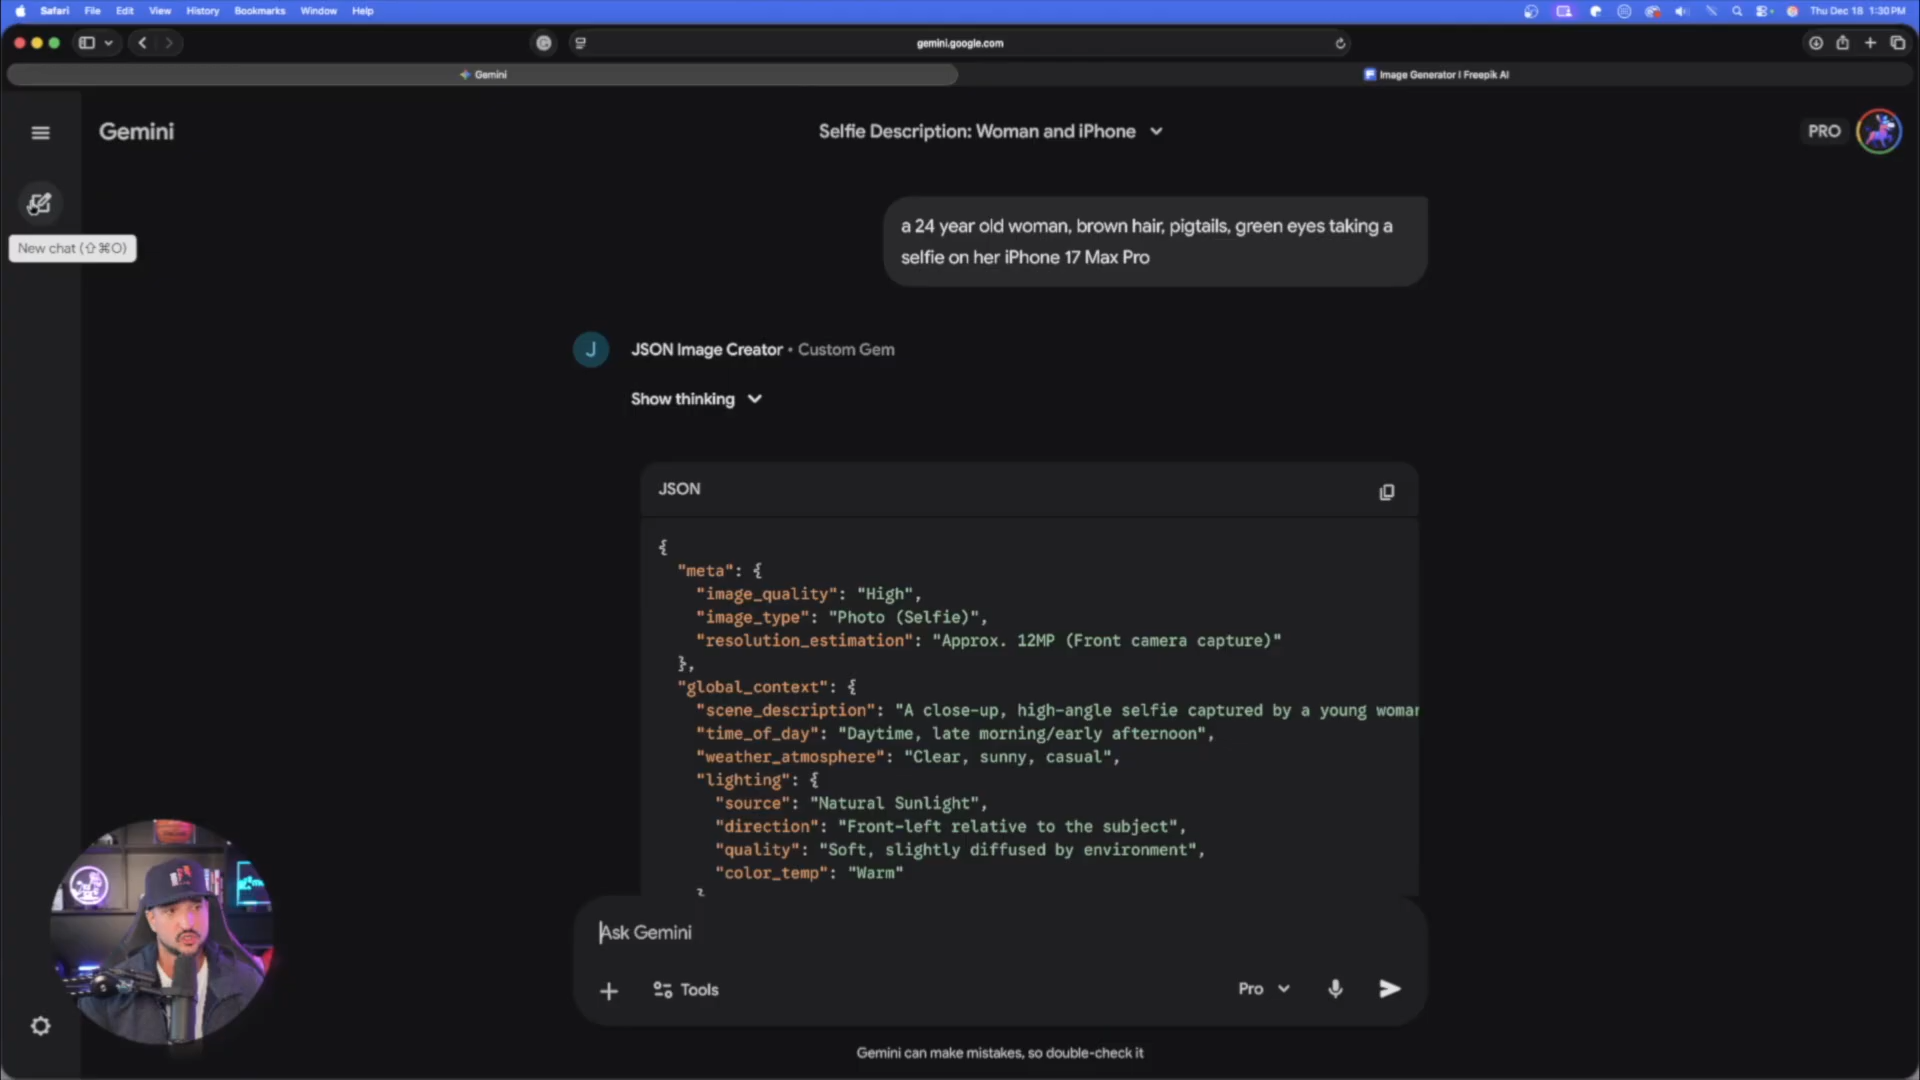 Safari File Edit View History Bookmarks Window Help Thu Dec 18 1:30 PM
gemini.google.com
Gemini
Image Generator | Freepik AI
Gemini
Selfie Description: Woman and iPhone
PRO
New chat (⇧⌘O)
a 24 year old woman, brown hair, pigtails, green eyes taking a
selfie on her iPhone 17 Max Pro
J
JSON Image Creator • Custom Gem
Show thinking
JSON
{
"meta": {
"image_quality": "High",
"image_type": "Photo (Selfie)",
"resolution_estimation": "Approx. 12MP (Front camera capture)"
},
"global_context": {
"scene_description": "A close-up, high-angle selfie captured by a young woman
"time_of_day": "Daytime, late morning/early afternoon",
"weather_atmosphere": "Clear, sunny, casual",
"lighting": {
"source": "Natural Sunlight",
"direction": "Front-left relative to the subject",
"quality": "Soft, slightly diffused by environment",
"color_temp": "Warm"
}
Ask Gemini
Tools
Pro
Gemini can make mistakes, so double-check it